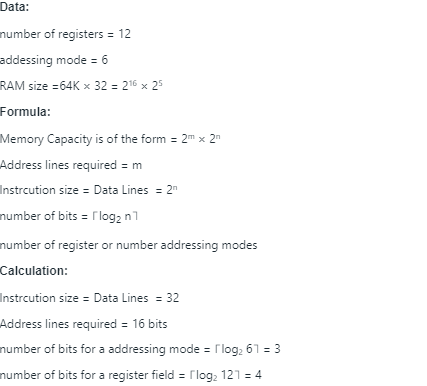 Data:
number of registers = 12
addessing mode = 6
RAM size =64K × 32 = 2¹⁶ × 2⁵
Formula:
Memory Capacity is of the form = 2ᵐ × 2ⁿ
Address lines required = m
Instrcution size = Data Lines = 2ⁿ
number of bits = ⌈log₂ n⌉
number of register or number addressing modes
Calculation:
Instrcution size = Data Lines = 32
Address lines required = 16 bits
number of bits for a addressing mode = ⌈log₂ 6⌉ = 3
number of bits for a register field = ⌈log₂ 12⌉ = 4